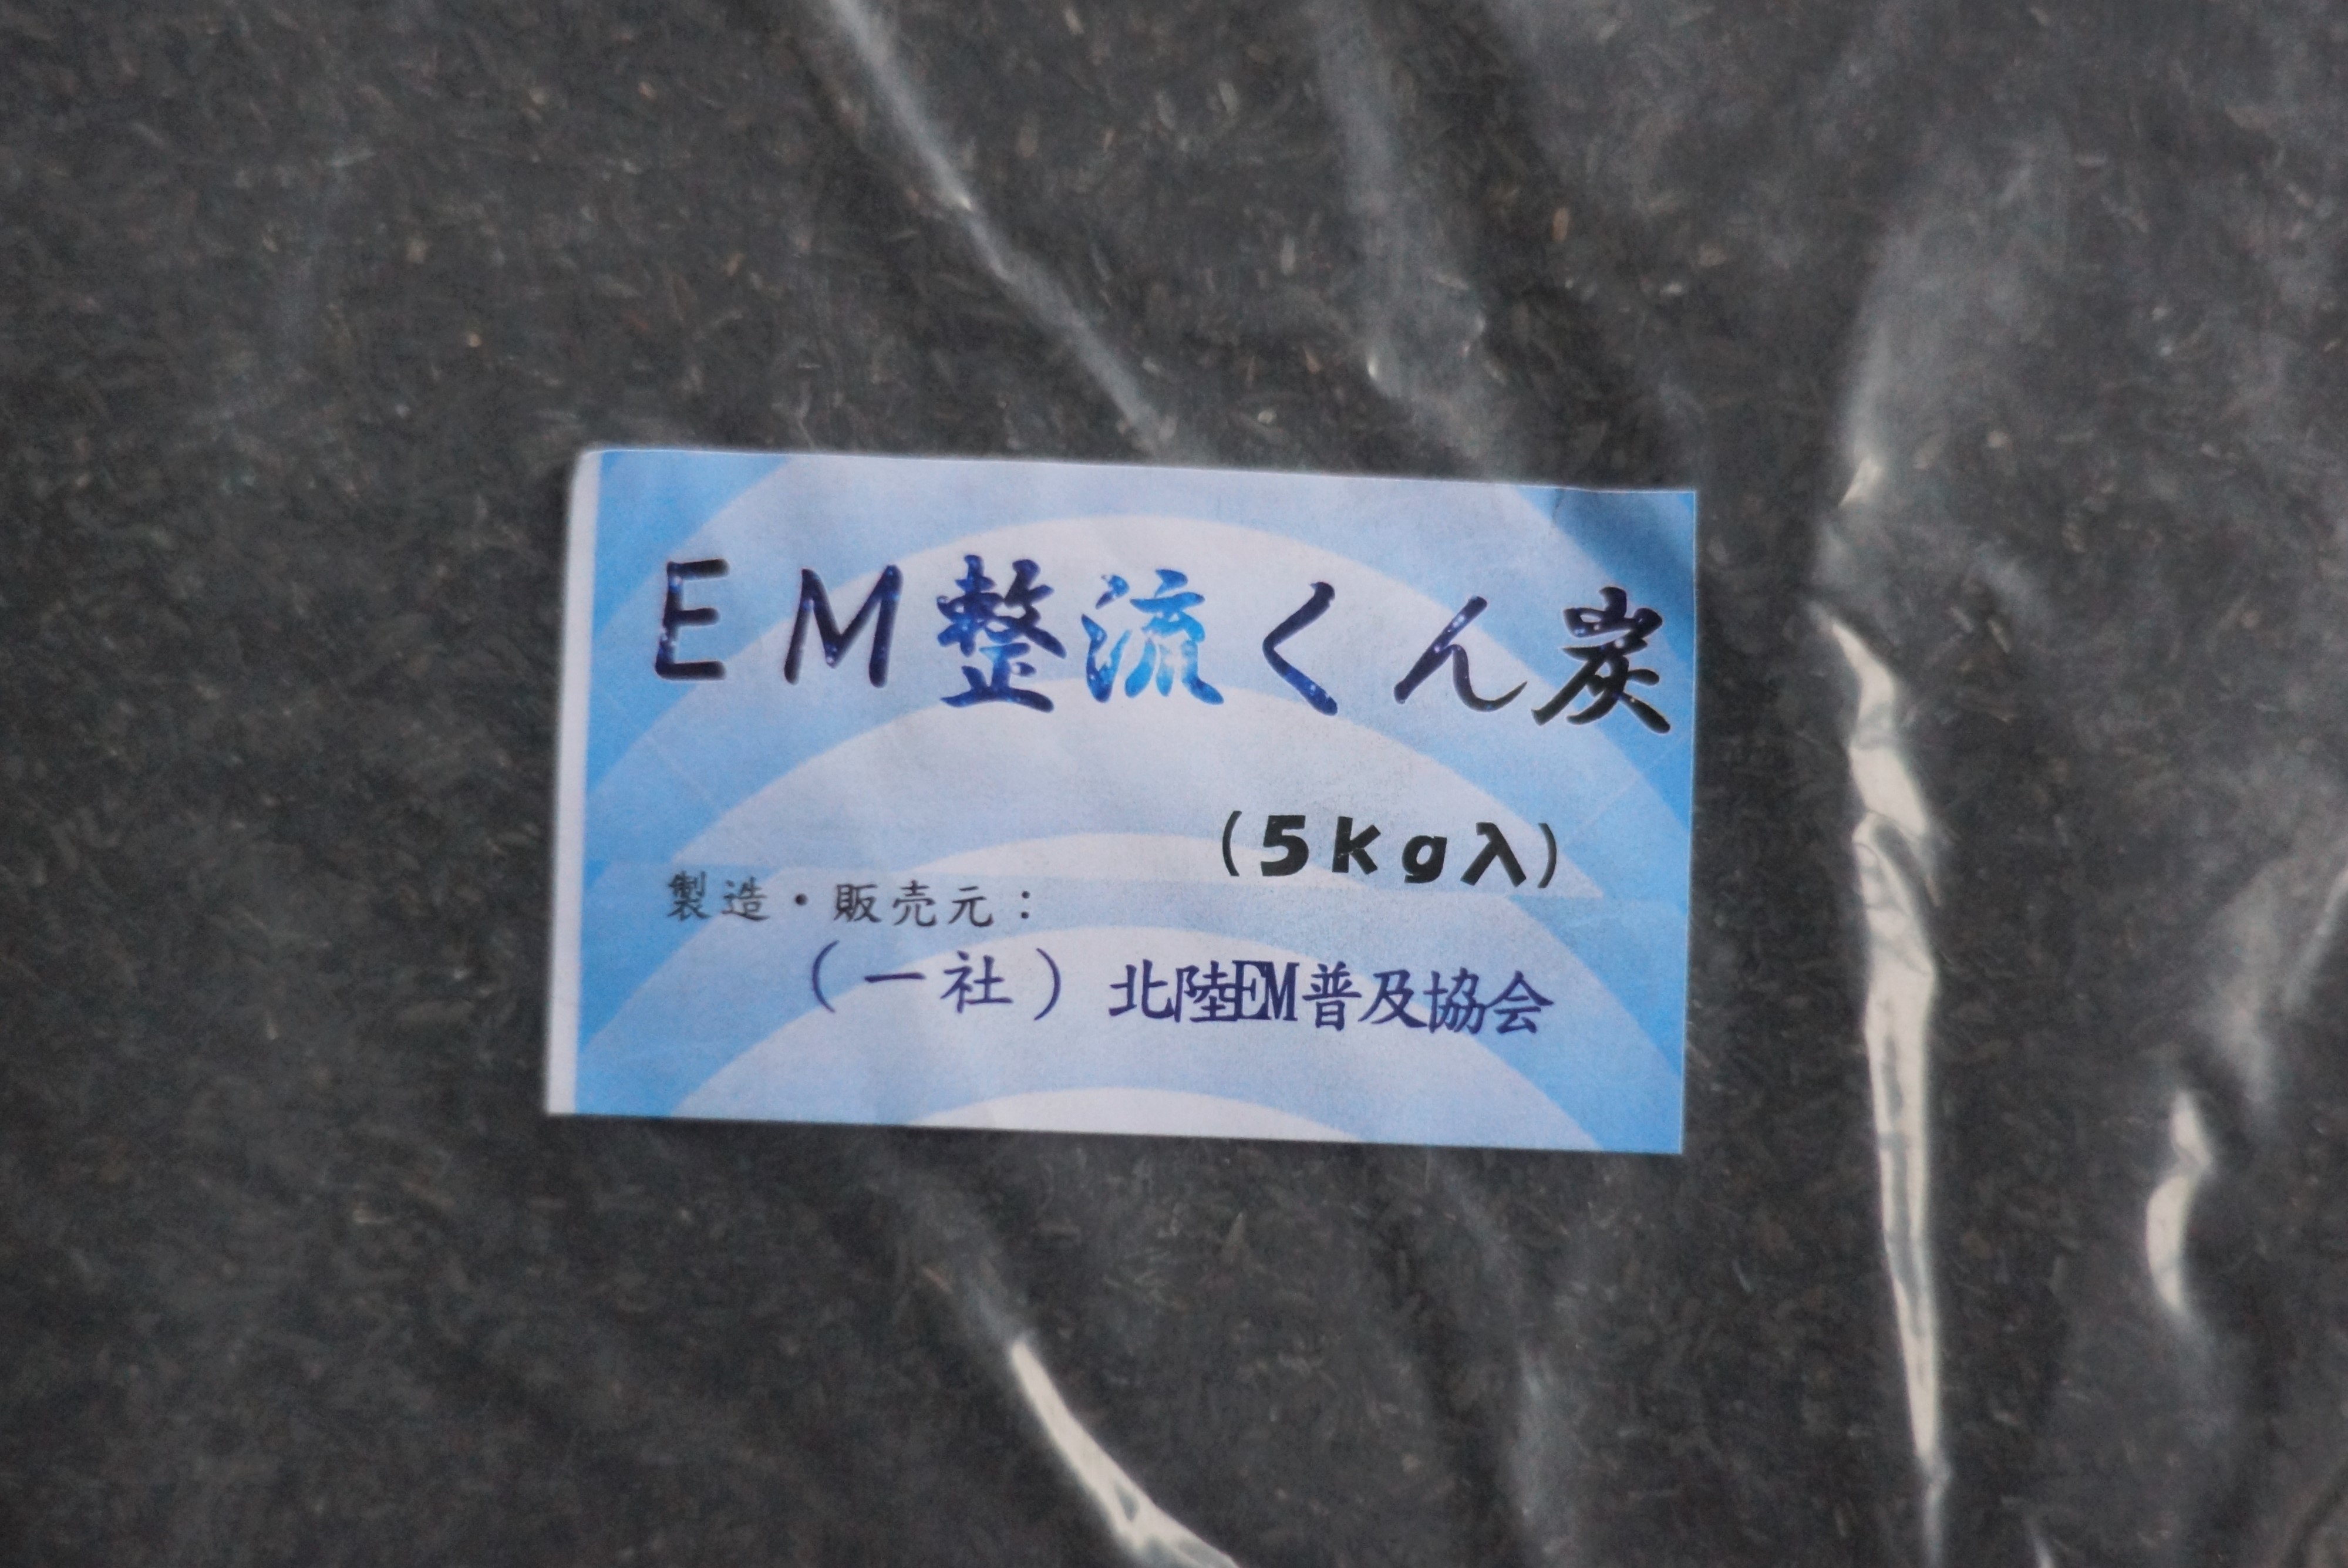 EM整流くん炭
(5kg入)
製造・販売元:
(一社)北陸EM普及協会